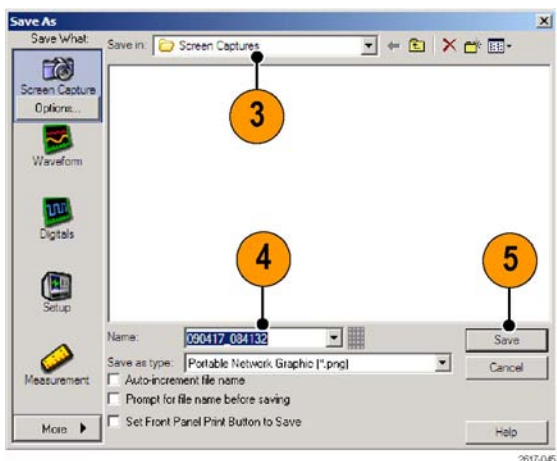 Save As
Save What:
Save in: Screen Captures
3
Screen Capture
Options...
Waveform
Digitals
4
5
Setup
Name: 090417_084132
Save
Save as type: Portable Network Graphic (*.png)
Cancel
Measurement
Auto-increment file name
Prompt for file name before saving
Set Front Panel Print Button to Save
More
Help
2617-045